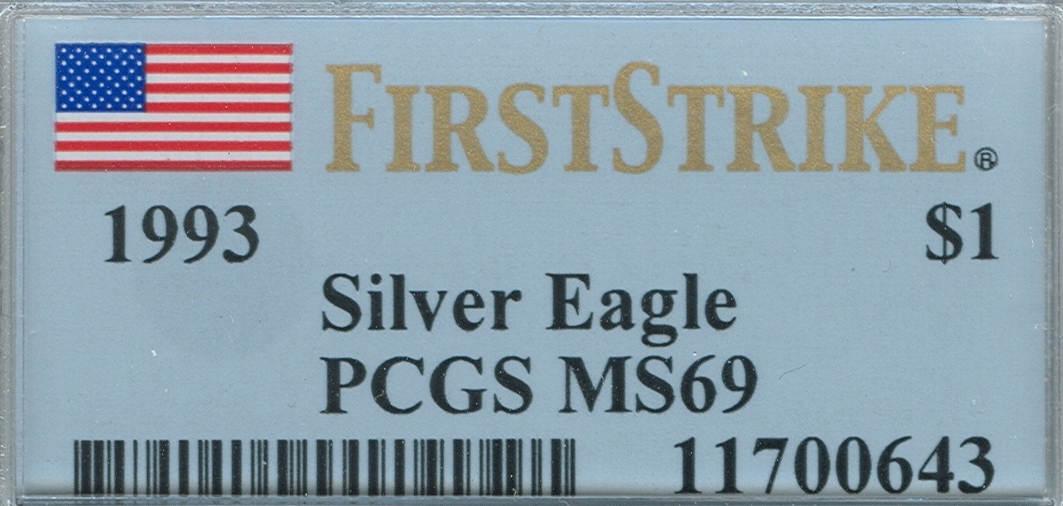 FIRSTSTRIKE®
1993 $1
Silver Eagle
PCGS MS69
11700643